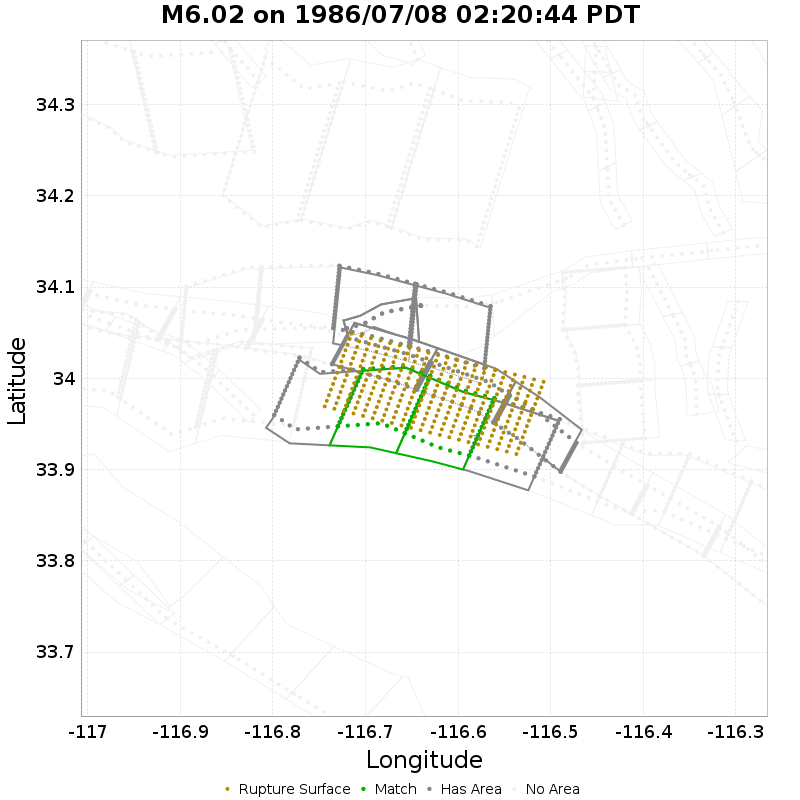 M6.02 on 1986/07/08 02:20:44 PDT
34.3
34.2
34.1
34
33.9
33.8
33.7
Latitude
-117
-116.9
-116.8
-116.7
-116.6
-116.5
-116.4
-116.3
Longitude
Rupture Surface
Match
Has Area
No Area